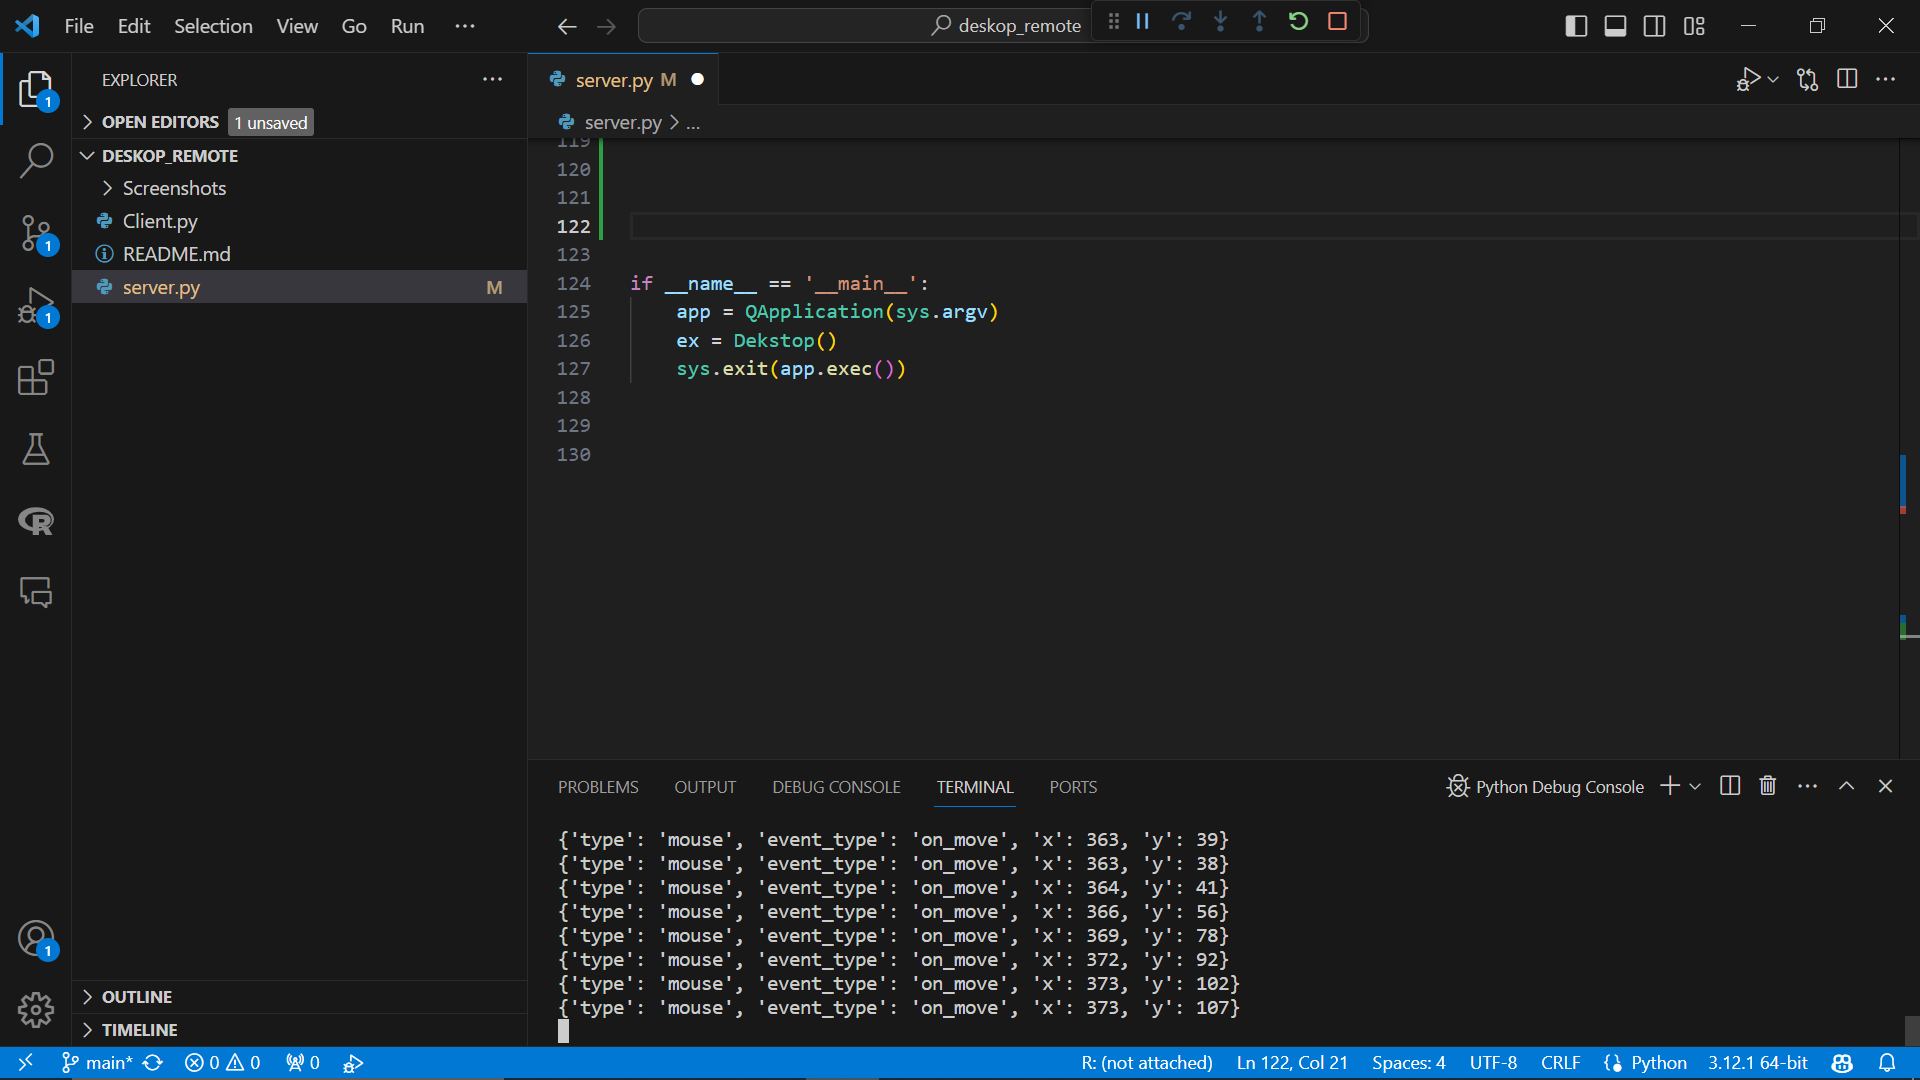 File Edit Selection View Go Run ···
deskop_remote
EXPLORER
OPEN EDITORS 1 unsaved
DESKOP_REMOTE
Screenshots
Client.py
README.md
server.py M
OUTLINE
TIMELINE
server.py M
server.py > ...
119
120
121
122
123
124 if __name__ == '__main__':
125 app = QApplication(sys.argv)
126 ex = Dekstop()
127 sys.exit(app.exec())
128
129
130
PROBLEMS OUTPUT DEBUG CONSOLE TERMINAL PORTS Python Debug Console
{'type': 'mouse', 'event_type': 'on_move', 'x': 363, 'y': 39}
{'type': 'mouse', 'event_type': 'on_move', 'x': 363, 'y': 38}
{'type': 'mouse', 'event_type': 'on_move', 'x': 364, 'y': 41}
{'type': 'mouse', 'event_type': 'on_move', 'x': 366, 'y': 56}
{'type': 'mouse', 'event_type': 'on_move', 'x': 369, 'y': 78}
{'type': 'mouse', 'event_type': 'on_move', 'x': 372, 'y': 92}
{'type': 'mouse', 'event_type': 'on_move', 'x': 373, 'y': 102}
{'type': 'mouse', 'event_type': 'on_move', 'x': 373, 'y': 107}
1
1
1
1
main* 0 0 0 R: (not attached) Ln 122, Col 21 Spaces: 4 UTF-8 CRLF Python 3.12.1 64-bit